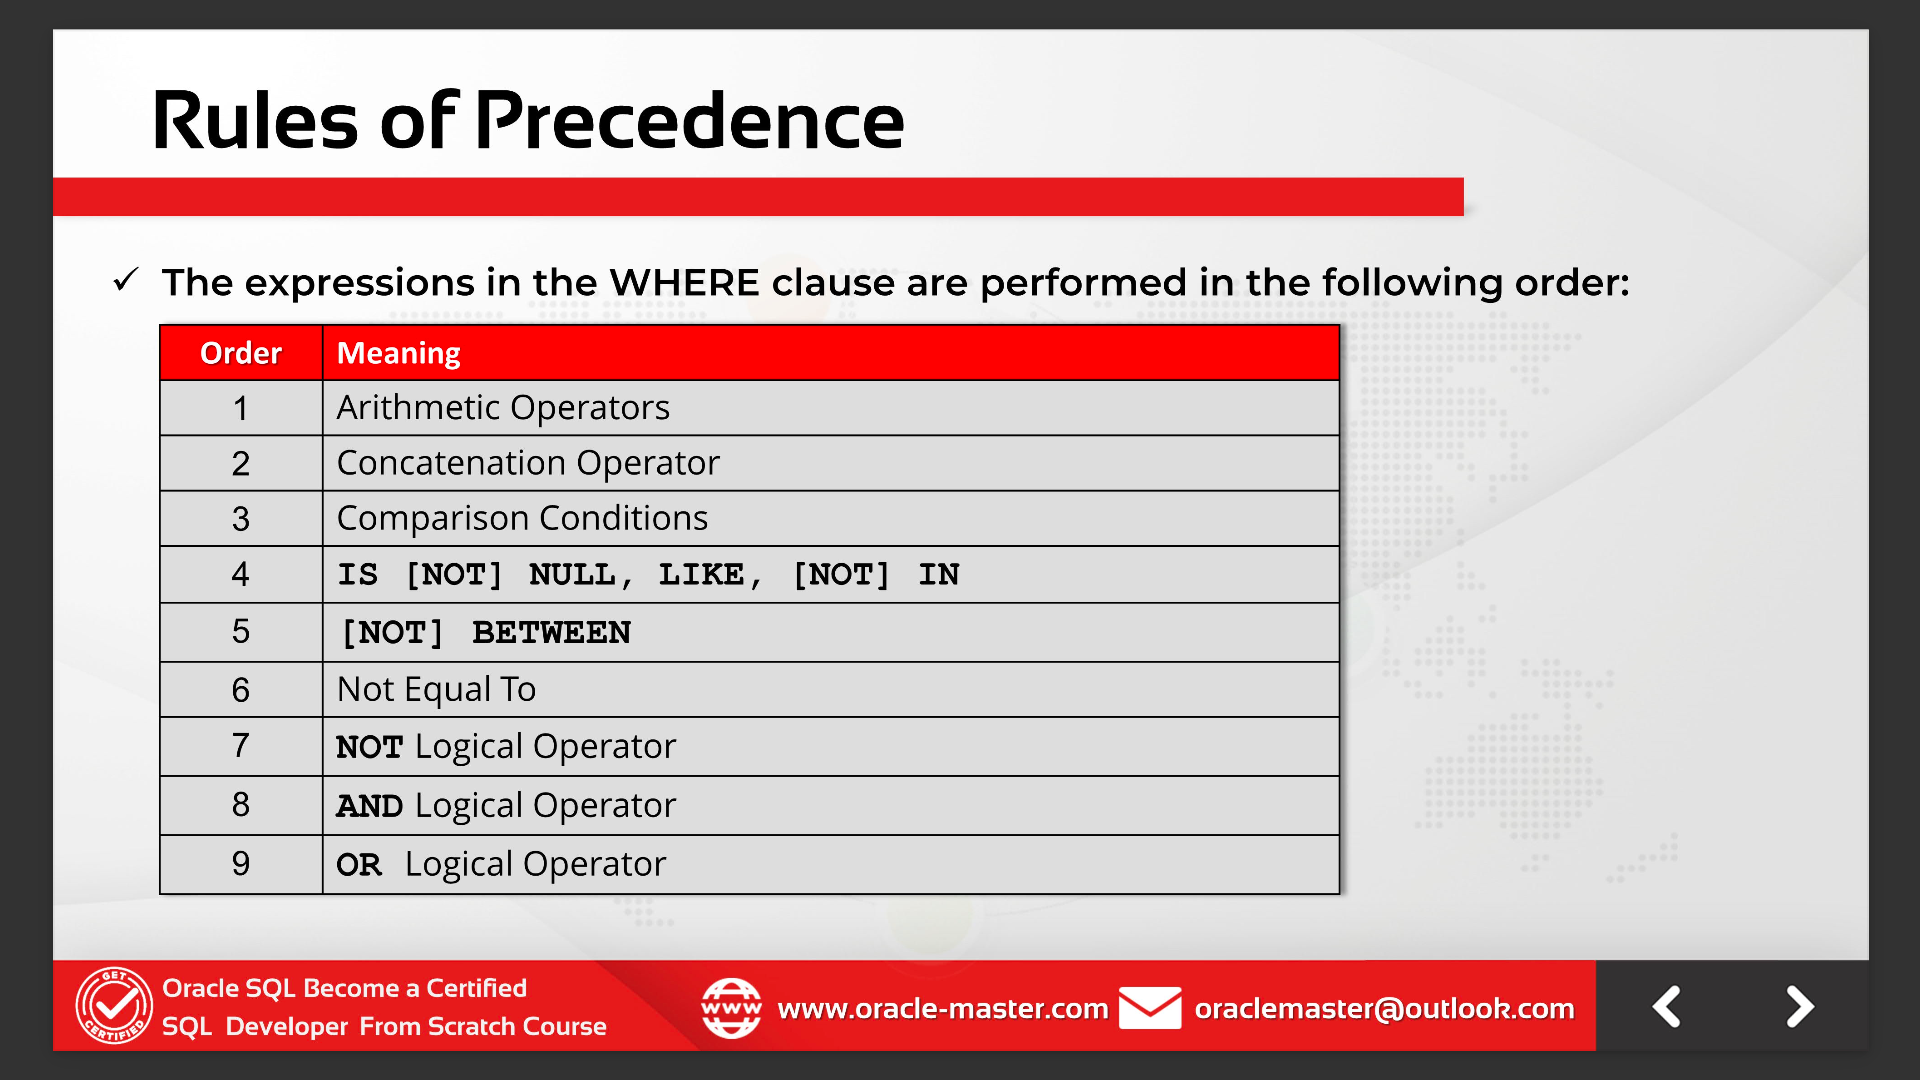 Rules of Precedence
✓ The expressions in the WHERE clause are performed in the following order:
Order Meaning
1 Arithmetic Operators
2 Concatenation Operator
3 Comparison Conditions
4 IS [NOT] NULL, LIKE, [NOT] IN
5 [NOT] BETWEEN
6 Not Equal To
7 NOT Logical Operator
8 AND Logical Operator
9 OR Logical Operator
GET
CERTIFIED
Oracle SQL Become a Certified
SQL Developer From Scratch Course
www
www.oracle-master.com
oraclemaster@outlook.com